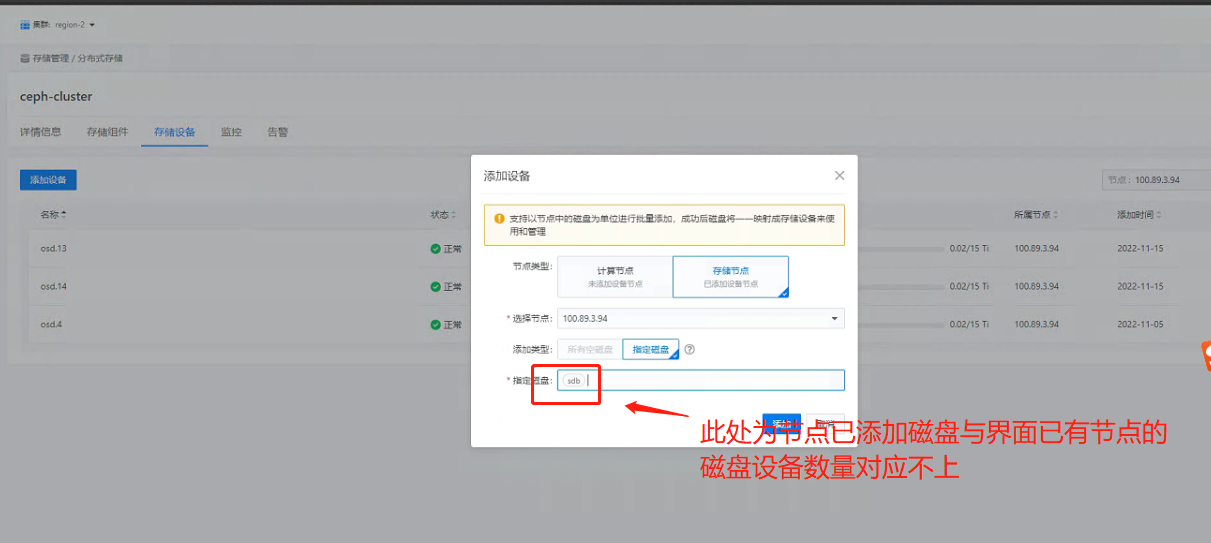 集群: region-2
存储管理 / 分布式存储
ceph-cluster
详情信息 存储组件 存储设备 监控 告警
添加设备 节点: 100.89.3.94
名称 状态 所属节点 添加时间
osd.13 正常 0.02/15 Ti 100.89.3.94 2022-11-15
osd.14 正常 0.02/15 Ti 100.89.3.94 2022-11-15
osd.4 正常 0.02/15 Ti 100.89.3.94 2022-11-05
添加设备
支持以节点中的磁盘为单位进行批量添加，成功后磁盘将一一映射成存储设备来使
用和管理
节点类型: 计算节点 存储节点
未添加设备节点 已添加设备节点
* 选择节点: 100.89.3.94
添加类型: 所有空磁盘 指定磁盘
* 指定磁盘: sdb
添加 取消
此处为节点已添加磁盘与界面已有节点的
磁盘设备数量对应不上